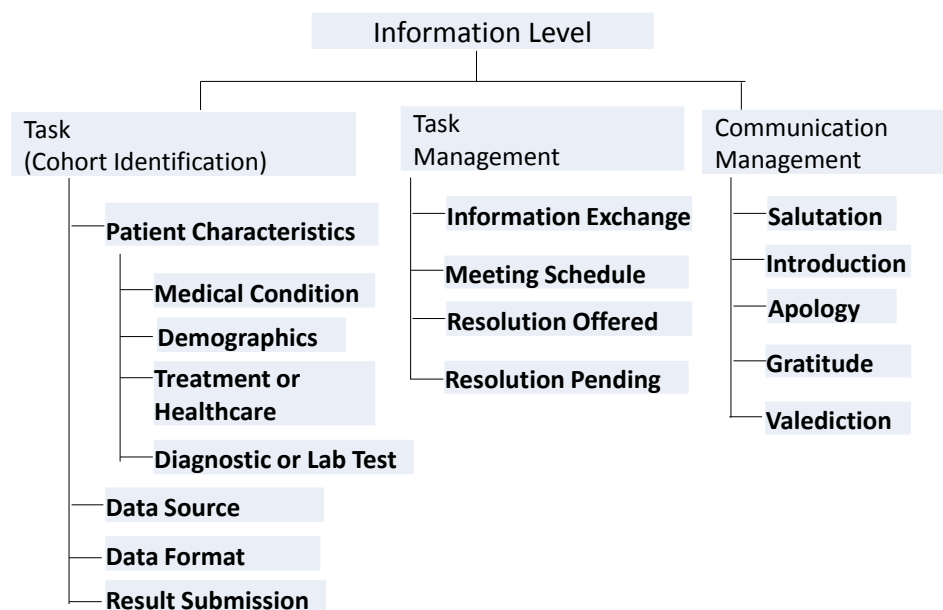 Information Level
Task
(Cohort Identification)
Patient Characteristics
Medical Condition
Demographics
Treatment or
Healthcare
Diagnostic or Lab Test
Data Source
Data Format
Result Submission
Task
Management
Information Exchange
Meeting Schedule
Resolution Offered
Resolution Pending
Communication
Management
Salutation
Introduction
Apology
Gratitude
Valediction